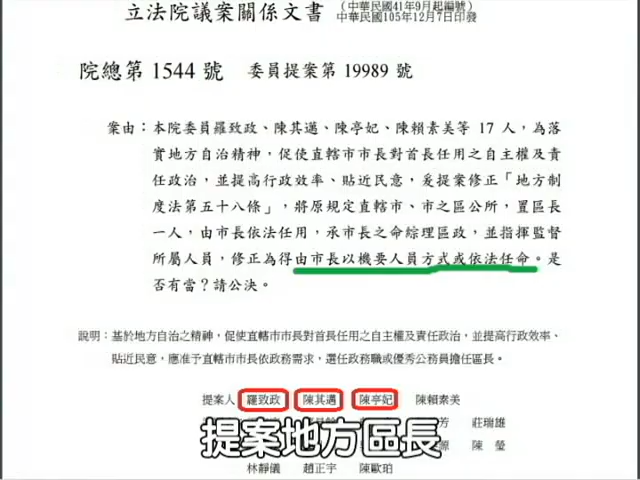 立法院議案關係文書
（中華民國41年9月起編號）
中華民國105年12月7日印發
院總第1544號 委員提案第19989號
案由：本院委員羅致政、陳其邁、陳亭妃、陳賴素美等 17 人，為落
實地方自治精神，促使直轄市市長對首長任用之自主權及責
任政治，並提高行政效率、貼近民意，爰提案修正「地方制
度法第五十八條」，將原規定直轄市、市之區公所，置區長
一人，由市長依法任用，承市長之命綜理區政，並指揮監督
所屬人員，修正為得由市長以機要人員方式或依法任命。是
否有當？請公決。
說明：基於地方自治之精神，促使直轄市市長對首長任用之自主權及責任政治，並提高行政效率、
貼近民意，應准予直轄市市長依政務需求，選任政務職或優秀公務員擔任區長。
提案人 羅致政 陳其邁 陳亭妃 陳賴素美
芳 莊瑞雄
源 陳瑩
提案地方區長
林靜儀 趙正宇 陳歐珀